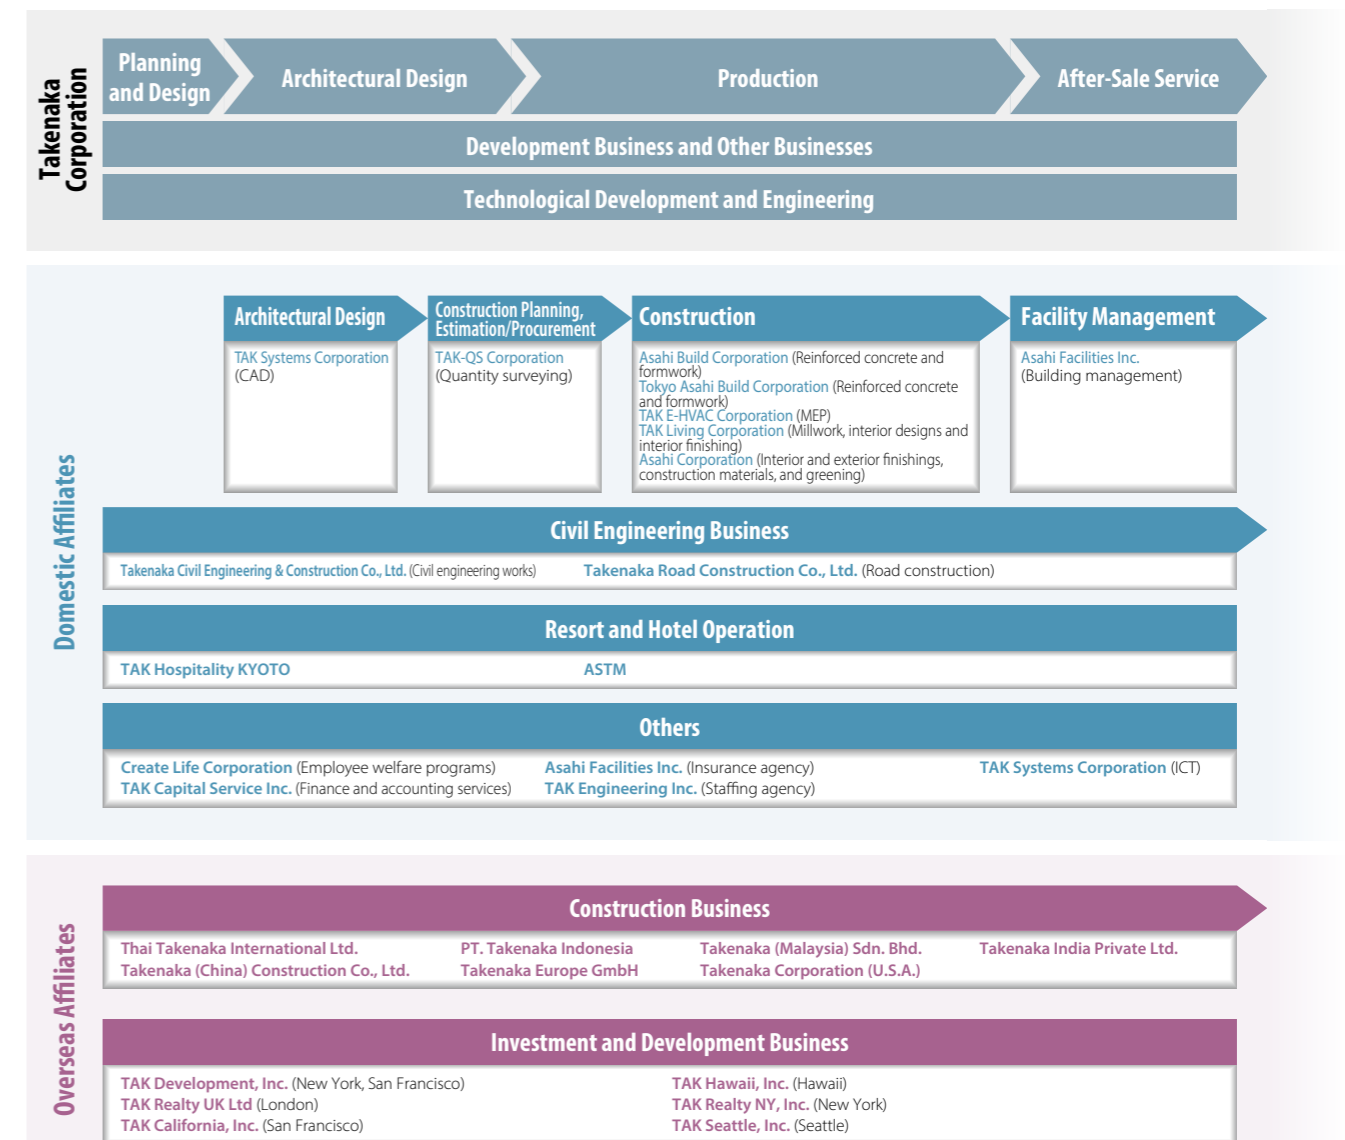 Takenaka
Corporation
Planning
and Design
Architectural Design
Production
After-Sale Service
Development Business and Other Businesses
Technological Development and Engineering
Domestic Affiliates
Architectural Design
TAK Systems Corporation
(CAD)
Construction Planning,
Estimation/Procurement
TAK-QS Corporation
(Quantity surveying)
Construction
Asahi Build Corporation (Reinforced concrete and
formwork)
Tokyo Asahi Build Corporation (Reinforced concrete
and formwork)
TAK E-HVAC Corporation (MEP)
TAK Living Corporation (Millwork, interior designs and
interior finishing)
Asahi Corporation (Interior and exterior finishings,
construction materials, and greening)
Facility Management
Asahi Facilities Inc.
(Building management)
Civil Engineering Business
Takenaka Civil Engineering & Construction Co., Ltd. (Civil engineering works)
Takenaka Road Construction Co., Ltd. (Road construction)
Resort and Hotel Operation
TAK Hospitality KYOTO
ASTM
Others
Create Life Corporation (Employee welfare programs)
Asahi Facilities Inc. (Insurance agency)
TAK Systems Corporation (ICT)
TAK Capital Service Inc. (Finance and accounting services)
TAK Engineering Inc. (Staffing agency)
Overseas Affiliates
Construction Business
Thai Takenaka International Ltd.
PT. Takenaka Indonesia
Takenaka (Malaysia) Sdn. Bhd.
Takenaka India Private Ltd.
Takenaka (China) Construction Co., Ltd.
Takenaka Europe GmbH
Takenaka Corporation (U.S.A.)
Investment and Development Business
TAK Development, Inc. (New York, San Francisco)
TAK Hawaii, Inc. (Hawaii)
TAK Realty UK Ltd (London)
TAK Realty NY, Inc. (New York)
TAK California, Inc. (San Francisco)
TAK Seattle, Inc. (Seattle)